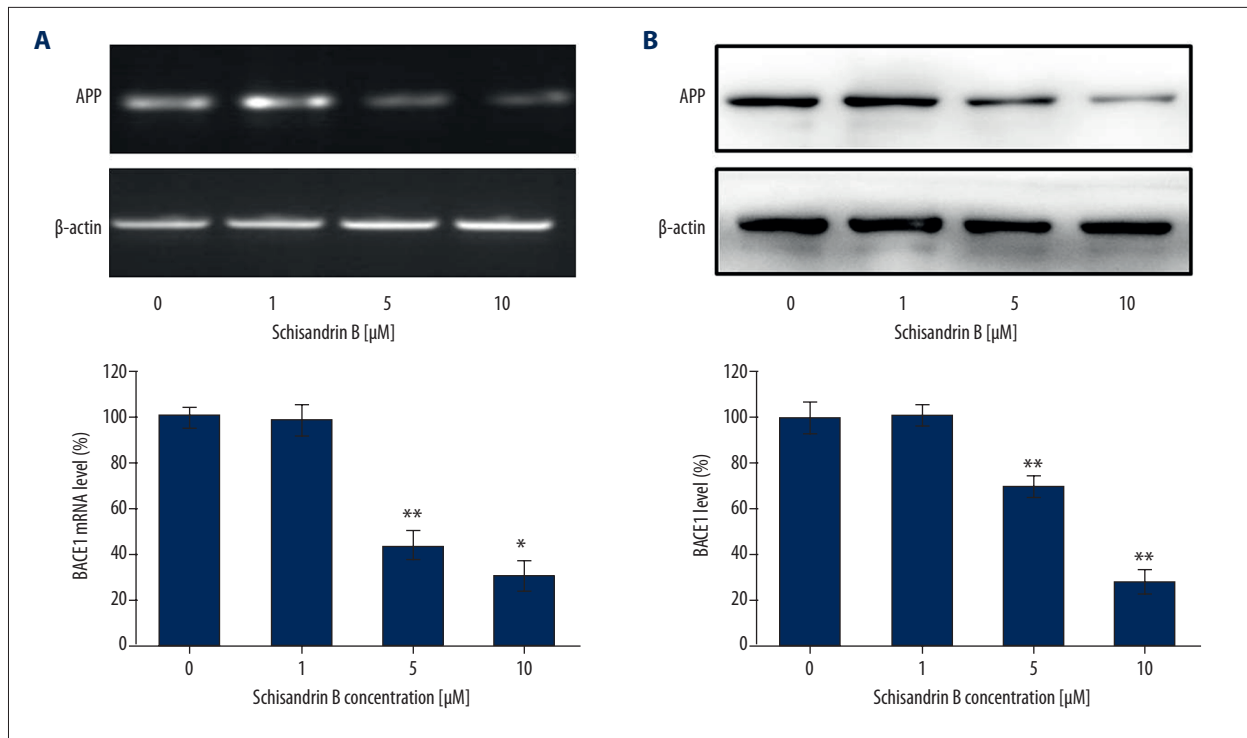 A
APP
β-actin
0 1 5 10
Schisandrin B [µM]
120
100
80
60
40
20
0
BACE1 mRNA level (%)
**
*
0 1 5 10
Schisandrin B concentration [µM]
B
APP
β-actin
0 1 5 10
Schisandrin B [µM]
120
100
80
60
40
20
0
BACE1 level (%)
**
**
0 1 5 10
Schisandrin B concentration [µM]